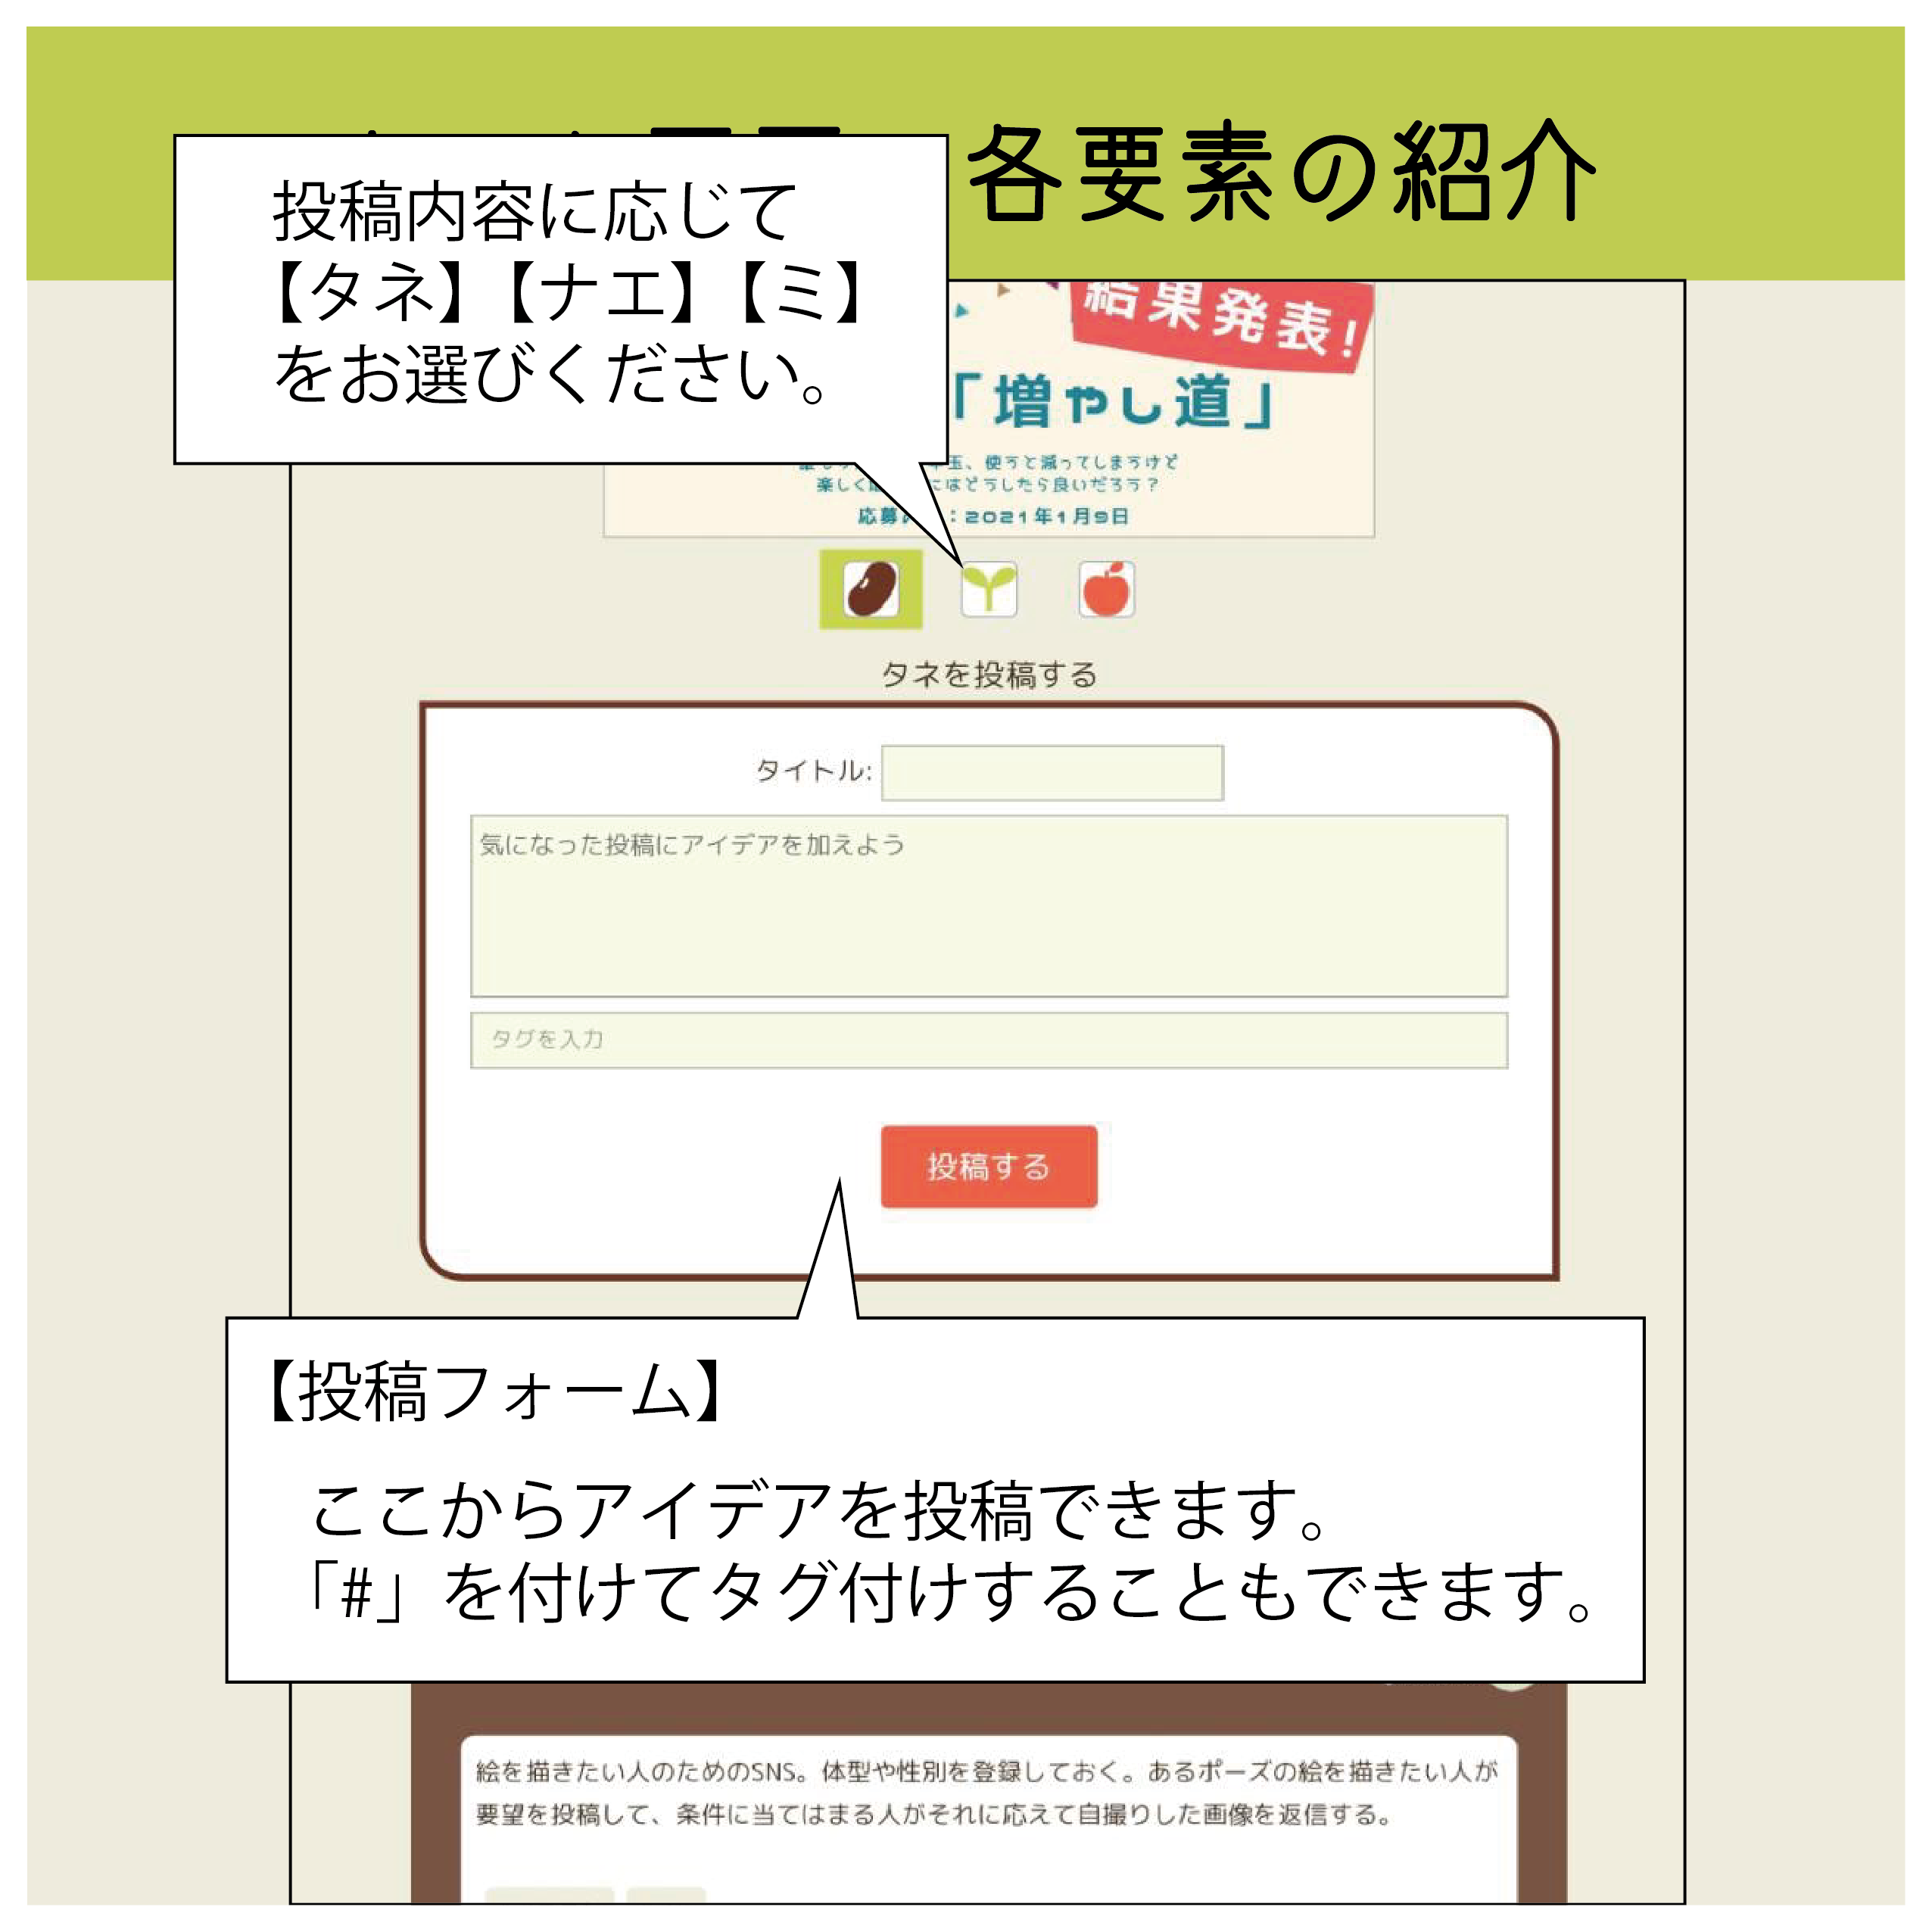 各要素の紹介
投稿内容に応じて
【タネ】【ナエ】【ミ】
をお選びください。
結果発表！
「増やし道」
玉、使うと減ってしまうけど
楽しく にはどうしたら良いだろう？
応募 ：2021年1月9日
タネを投稿する
タイトル:
気になった投稿にアイデアを加えよう
タグを入力
投稿する
【投稿フォーム】
ここからアイデアを投稿できます。
「#」を付けてタグ付けすることもできます。
絵を描きたい人のためのSNS。体型や性別を登録しておく。あるポーズの絵を描きたい人が
要望を投稿して、条件に当てはまる人がそれに応えて自撮りした画像を返信する。